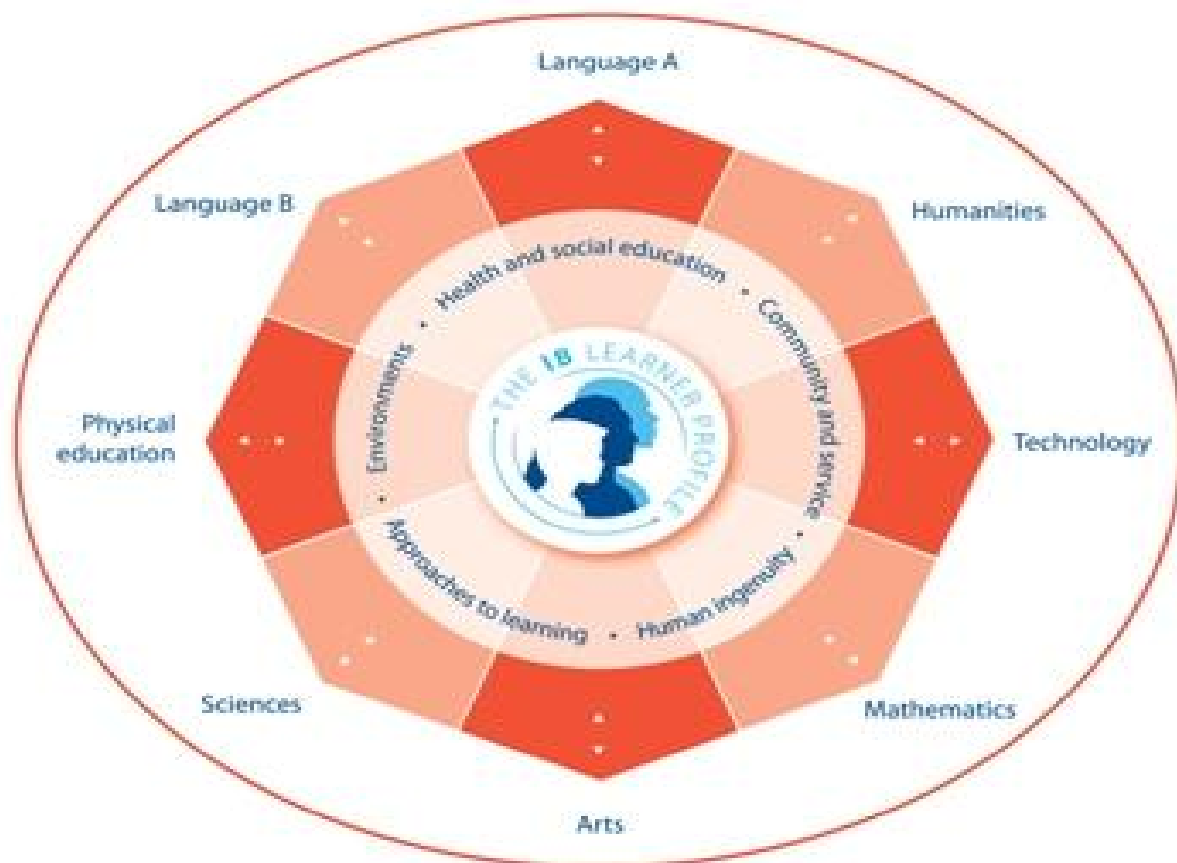 Language A
Language B
Humanities
Health and social education
•
Community and service
•
Environments
•
THE IB LEARNER PROFILE
Physical
education
Technology
Approaches to learning
•
Human ingenuity
•
Sciences
Mathematics
Arts